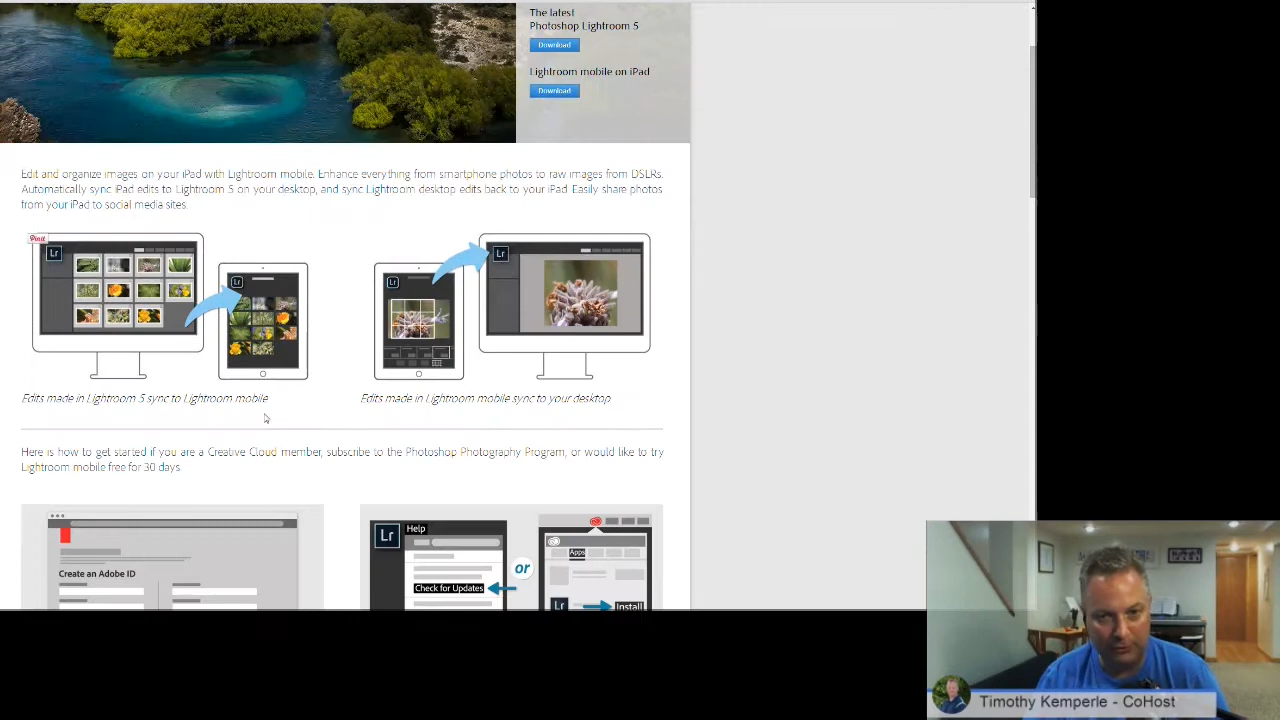 The latest
Photoshop Lightroom 5
Download
Lightroom mobile on iPad
Download
Edit and organize images on your iPad with Lightroom mobile. Enhance everything from smartphone photos to raw images from DSLRs.
Automatically sync iPad edits to Lightroom 5 on your desktop, and sync Lightroom desktop edits back to your iPad. Easily share photos
from your iPad to social media sites.
Pinit
Lr
Lr
Lr
Lr
Edits made in Lightroom 5 sync to Lightroom mobile
Edits made in Lightroom mobile sync to your desktop
Here is how to get started if you are a Creative Cloud member, subscribe to the Photoshop Photography Program, or would like to try
Lightroom mobile free for 30 days.
Create an Adobe ID
Lr
Help
Check for Updates
or
Apps
Lr
Install
Timothy Kemperle - CoHost